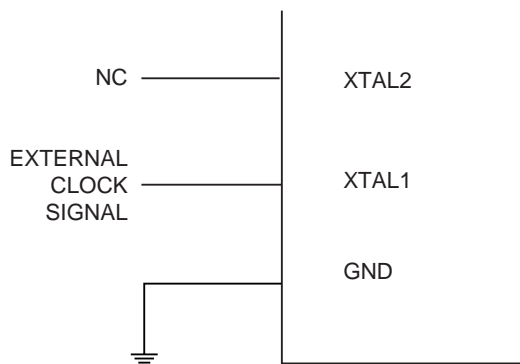 NC
XTAL2
EXTERNAL
CLOCK
SIGNAL
XTAL1
GND